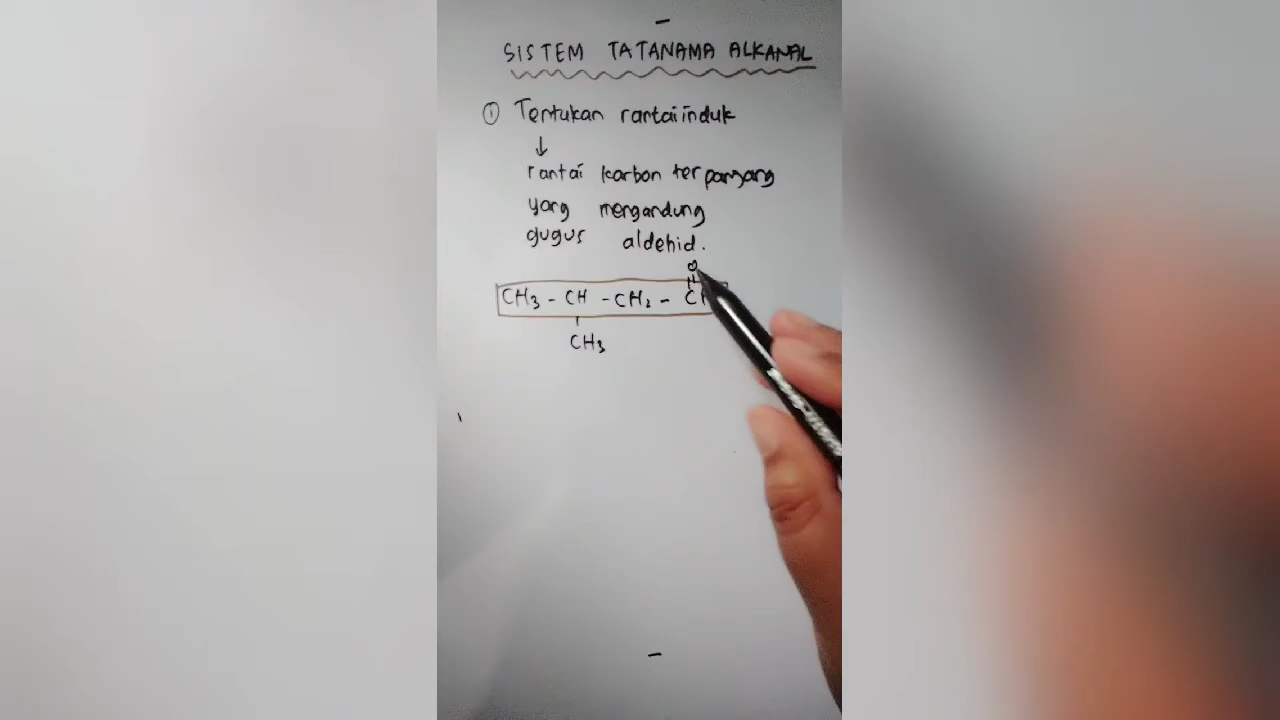 SISTEM TATANAMA ALKANAL
① Tentukan rantai induk
↓
rantai karbon terpanjang
yang mengandung
gugus aldehid.
O
CH3 - CH - CH2 - C
CH3